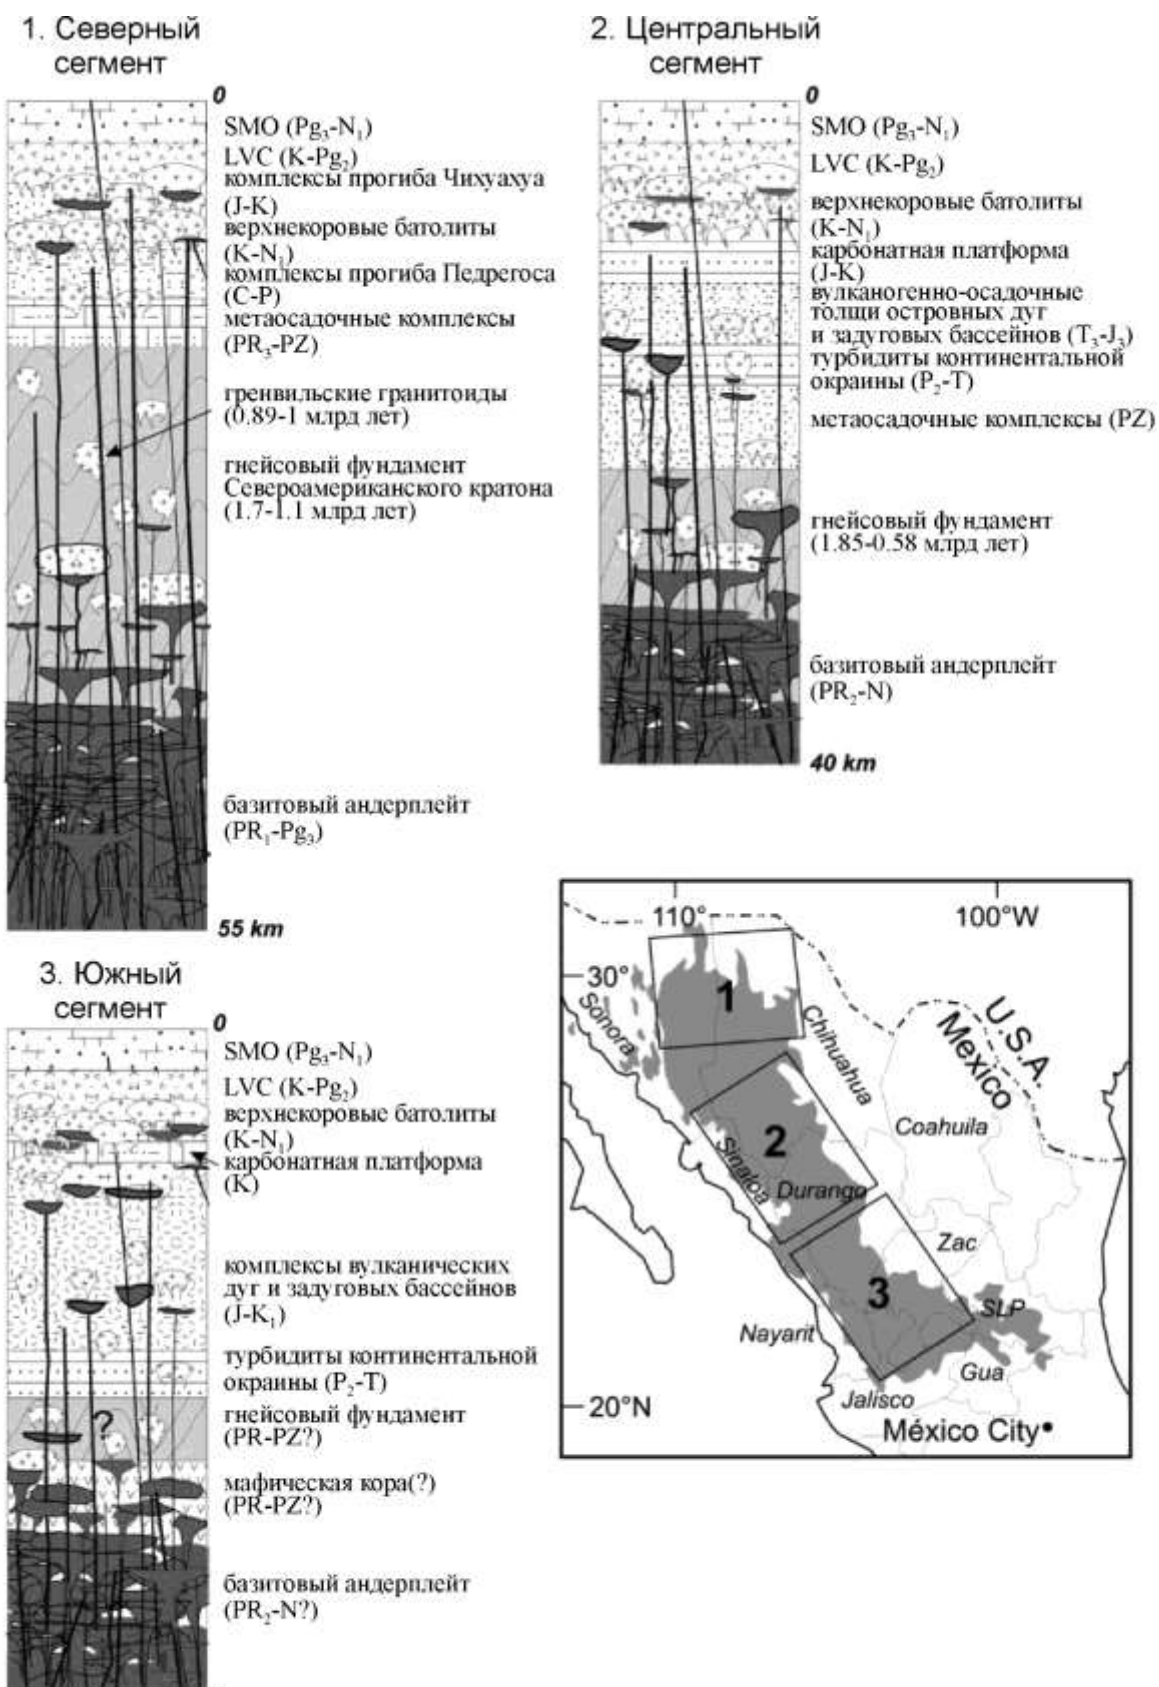 1. Северный
сегмент
0
SMO (Pg₃-N₁)
LVC (K-Pg₂)
комплексы прогиба Чихуахуа
(J-K)
верхнекоровые батолиты
(K-N₁)
комплексы прогиба Педрегоса
(C-P)
метаосадочные комплексы
(PR₃-PZ)
гренвильские гранитоиды
(0.89-1 млрд лет)
гнейсовый фундамент
Североамериканского кратона
(1.7-1.1 млрд лет)
базитовый андерплейт
(PR₁-Pg₃)
55 km
2. Центральный
сегмент
0
SMO (Pg₃-N₁)
LVC (K-Pg₂)
верхнекоровые батолиты
(K-N₁)
карбонатная платформа
(J-K)
вулканогенно-осадочные
толщи островных дуг
и задуговых бассейнов (T₃-J₃)
турбидиты континентальной
окраины (P₂-T)
метаосадочные комплексы (PZ)
гнейсовый фундамент
(1.85-0.58 млрд лет)
базитовый андерплейт
(PR₂-N)
40 km
3. Южный
сегмент
0
SMO (Pg₃-N₁)
LVC (K-Pg₂)
верхнекоровые батолиты
(K-N₁)
карбонатная платформа
(K)
комплексы вулканических
дуг и задуговых бассейнов
(J-K₁)
турбидиты континентальной
окраины (P₂-T)
?
гнейсовый фундамент
(PR-PZ?)
мафическая кора(?)
(PR-PZ?)
базитовый андерплейт
(PR₂-N?)
110°
100°W
30°
1
Sonora
Chihuahua
U.S.A.
Mexico
2
Coahuila
Sinaloa
Durango
Zac
3
SLP
Nayarit
Gua
Jalisco
20°N
México City